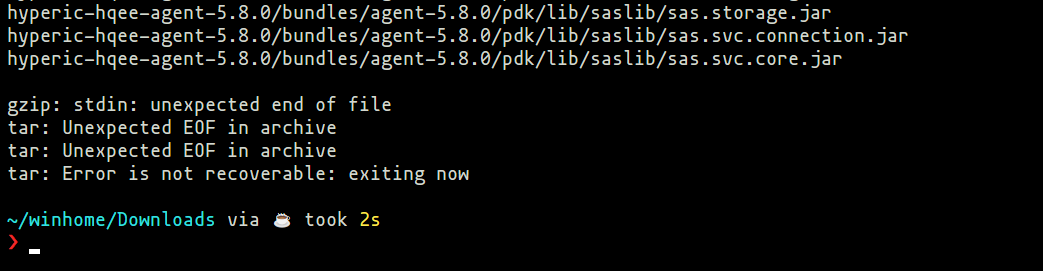 hyperic-hqee-agent-5.8.0/bundles/agent-5.8.0/pdk/lib/saslib/sas.storage.jar
hyperic-hqee-agent-5.8.0/bundles/agent-5.8.0/pdk/lib/saslib/sas.svc.connection.jar
hyperic-hqee-agent-5.8.0/bundles/agent-5.8.0/pdk/lib/saslib/sas.svc.core.jar
gzip: stdin: unexpected end of file
tar: Unexpected EOF in archive
tar: Unexpected EOF in archive
tar: Error is not recoverable: exiting now
~/winhome/Downloads via ☕ took 2s
❯